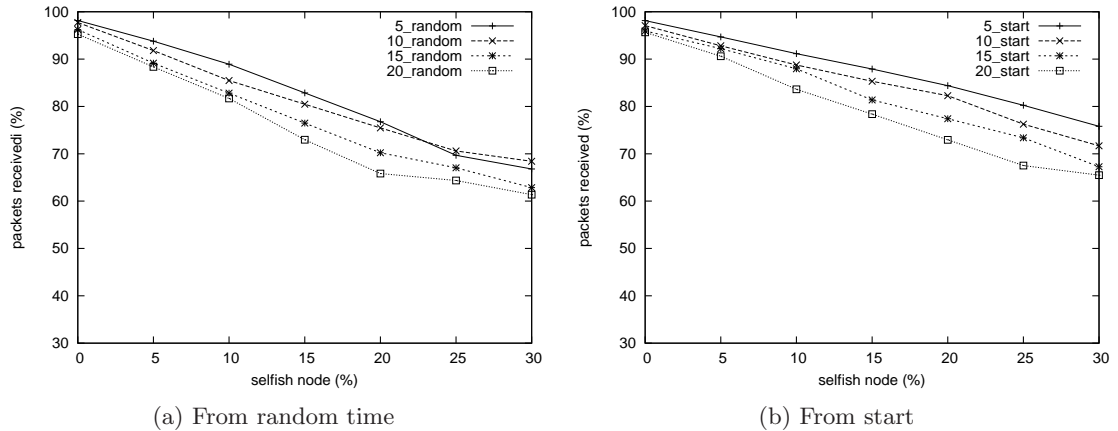 100
90
80
70
60
50
40
30
packets receivedi (%)
0 5 10 15 20 25 30
selfish node (%)
5_random
10_random
15_random
20_random
(a) From random time
100
90
80
70
60
50
40
30
packets received (%)
0 5 10 15 20 25 30
selfish node (%)
5_start
10_start
15_start
20_start
(b) From start